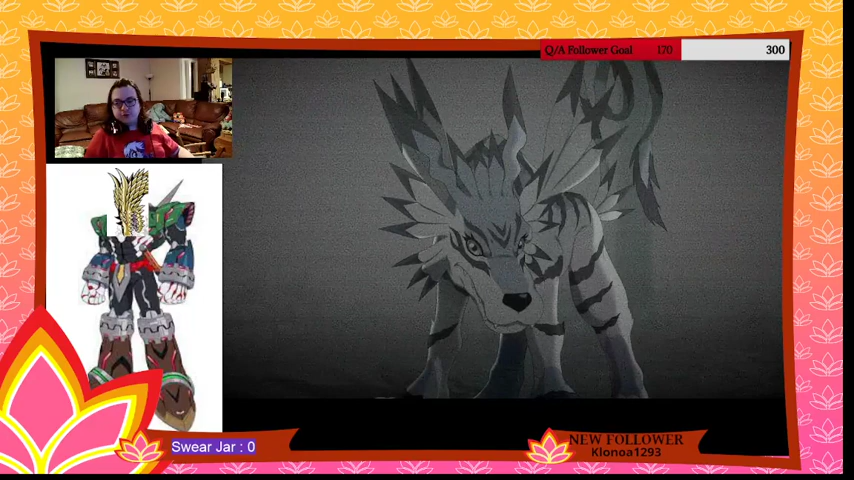 Q/A Follower Goal 170 300
Swear Jar : 0
NEW FOLLOWER
Klonoa1293